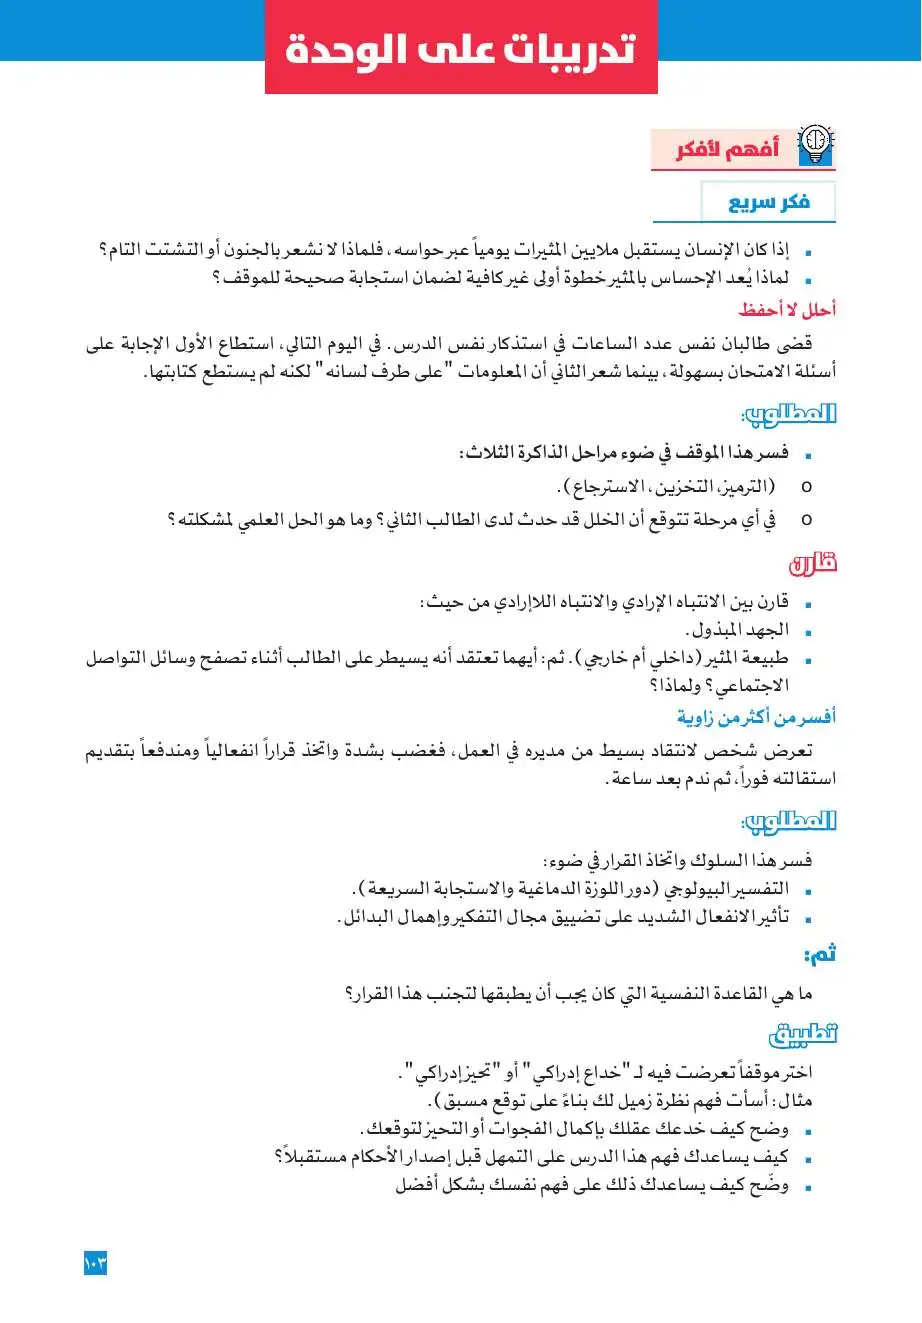 تدريبات على الوحدة
أفهم لأفكر
فكر سريع
▪ إذا كان الإنسان يستقبل ملايين المثيرات يومياً عبر حواسه، فلماذا لا نشعر بالجنون أو التشتت التام؟
▪ لماذا يُعد الإحساس بالمثير خطوة أولى غير كافية لضمان استجابة صحيحة للموقف؟
أحلل لا أحفظ
قضى طالبان نفس عدد الساعات في استذكار نفس الدرس. في اليوم التالي، استطاع الأول الإجابة على
أسئلة الامتحان بسهولة، بينما شعر الثاني أن المعلومات "على طرف لسانه" لكنه لم يستطع كتابتها.
المطلوب:
▪ فسر هذا الموقف في ضوء مراحل الذاكرة الثلاث:
o (الترميز، التخزين، الاسترجاع).
o في أي مرحلة تتوقع أن الخلل قد حدث لدى الطالب الثاني؟ وما هو الحل العلمي لمشكلته؟
قارن
▪ قارن بين الانتباه الإرادي والانتباه اللاإرادي من حيث:
▪ الجهد المبذول.
▪ طبيعة المثير (داخلي أم خارجي). ثم: أيهما تعتقد أنه يسيطر على الطالب أثناء تصفح وسائل التواصل
الاجتماعي؟ ولماذا؟
أفسر من أكثر من زاوية
تعرض شخص لانتقاد بسيط من مديره في العمل، فغضب بشدة واتخذ قراراً انفعالياً ومندفعاً بتقديم
استقالته فوراً، ثم ندم بعد ساعة.
المطلوب:
فسر هذا السلوك واتخاذ القرار في ضوء:
▪ التفسير البيولوجي (دور اللوزة الدماغية والاستجابة السريعة).
▪ تأثير الانفعال الشديد على تضييق مجال التفكير وإهمال البدائل.
ثم:
ما هي القاعدة النفسية التي كان يجب أن يطبقها لتجنب هذا القرار؟
تطبيق
اختر موقفاً تعرضت فيه لـ "خداع إدراكي" أو "تحيز إدراكي".
مثال: أسأت فهم نظرة زميل لك بناءً على توقع مسبق).
▪ وضح كيف خدعك عقلك بإكمال الفجوات أو التحيز لتوقعك.
▪ كيف يساعدك فهم هذا الدرس على التمهل قبل إصدار الأحكام مستقبلاً؟
▪ وضّح كيف يساعدك ذلك على فهم نفسك بشكل أفضل
١٠٣